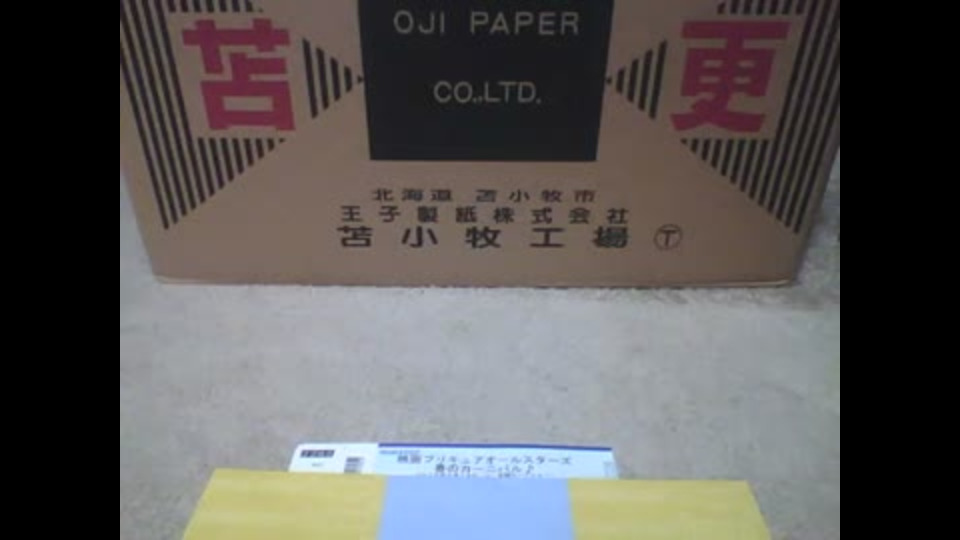 苫
OJI PAPER
CO.,LTD.
更
北海道 苫小牧市
王子製紙株式会社
苫小牧工場 Ⓣ
映画プリキュアオールスターズ
春のカーニバル♪